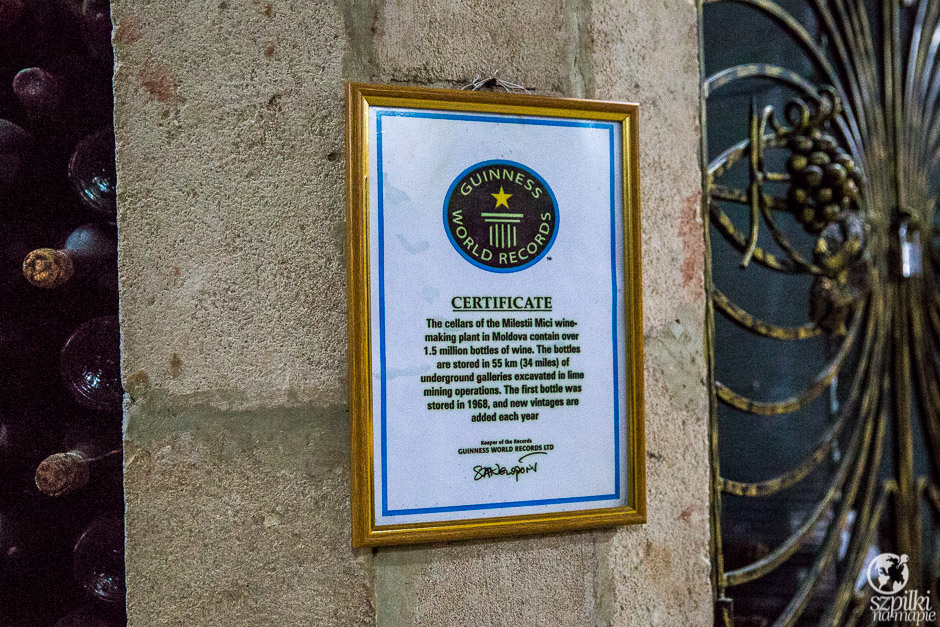 GUINNESS
WORLD RECORDS
™
CERTIFICATE
The cellars of the Milestii Mici wine-
making plant in Moldova contain over
1.5 million bottles of wine. The bottles
are stored in 55 km (34 miles) of
underground galleries excavated in lime
mining operations. The first bottle was
stored in 1968, and new vintages are
added each year
Keeper of the Records
GUINNESS WORLD RECORDS LTD
szpilki
na mapie